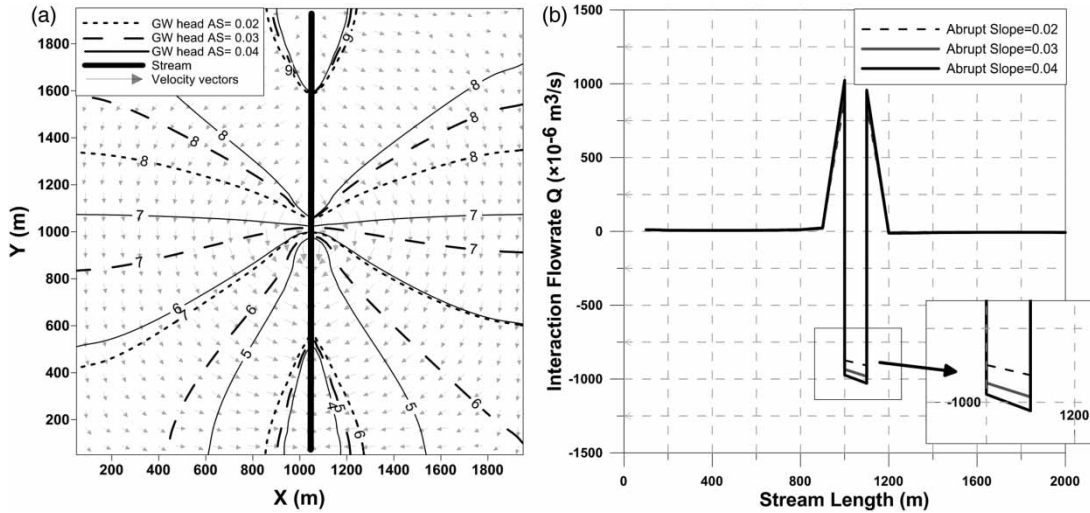 (a)
GW head AS= 0.02
GW head AS= 0.03
GW head AS= 0.04
Stream
Velocity vectors
1800
1600
1400
1200
1000
800
600
400
200
Y (m)
200 400 600 800 1000 1200 1400 1600 1800
X (m)
9 9
8 8
8 8
8 8
7 7
7 7
6
7
6 6
5 5
5
6
(b)
Abrupt Slope=0.02
Abrupt Slope=0.03
Abrupt Slope=0.04
1500
1000
500
0
-500
-1000
-1500
Interaction Flowrate Q (×10⁻⁶ m³/s)
-1000
1200
0 400 800 1200 1600 2000
Stream Length (m)